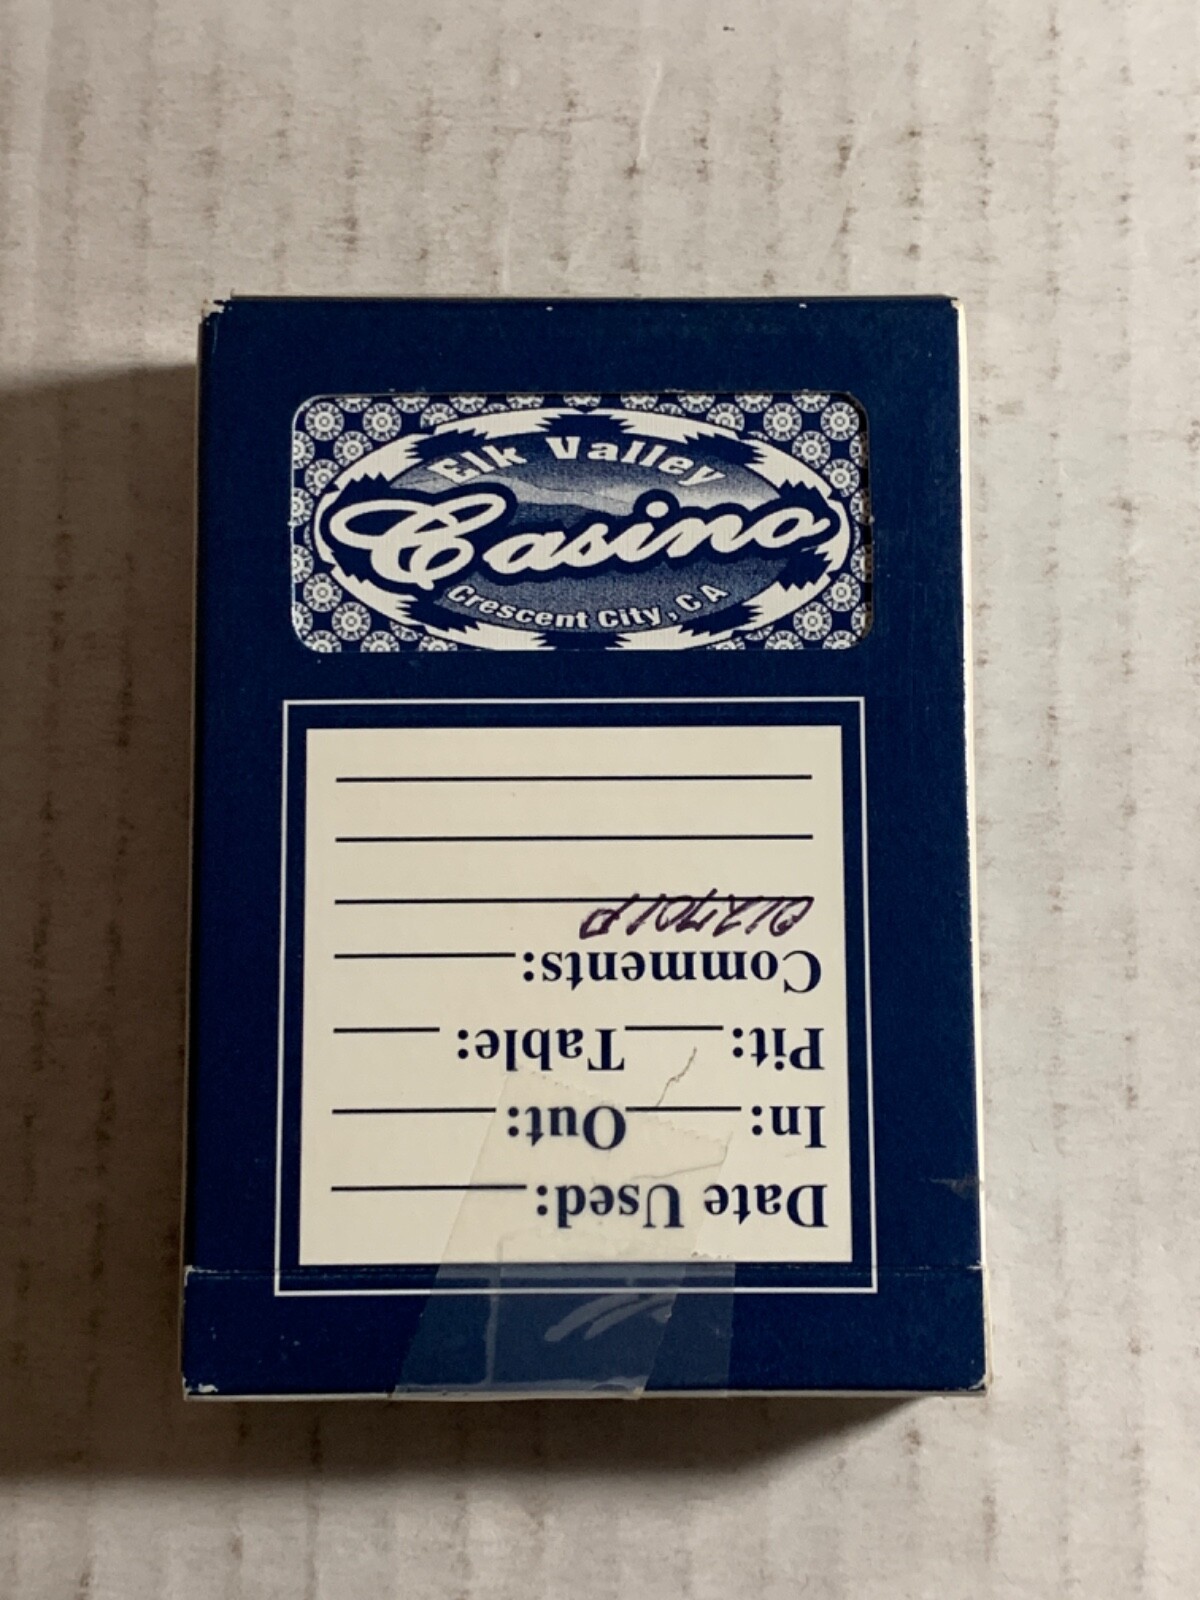 Elk Valley
Casino
Crescent City, CA
Date Used:
In: Out:
Pit: Table:
Comments: